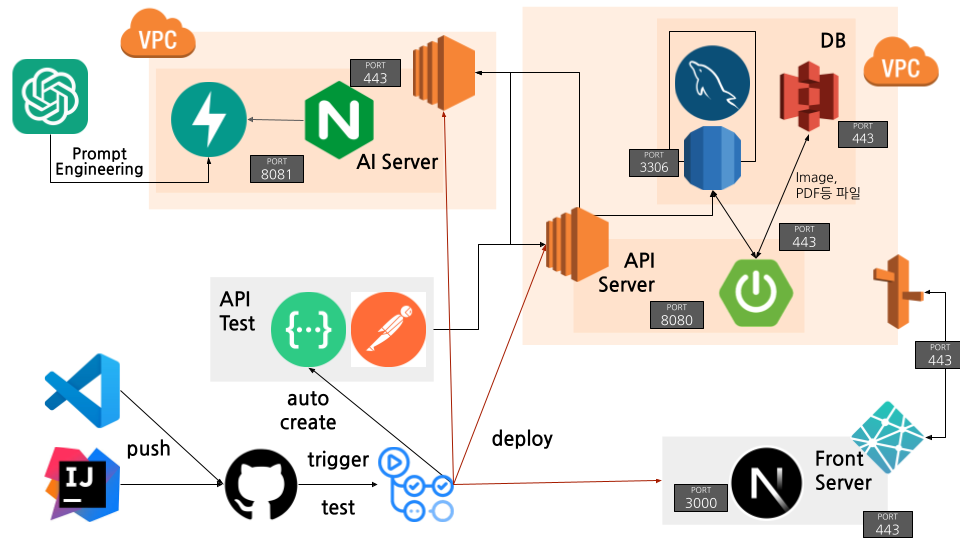 VPC
PORT
443
DB
VPC
Prompt
Engineering
PORT
8081
AI Server
PORT
3306
PORT
443
Image,
PDF등 파일
PORT
443
API
Server
PORT
8080
API
Test
{...}
PORT
443
auto
create
push
IJ
trigger
test
deploy
PORT
3000
Front
Server
PORT
443